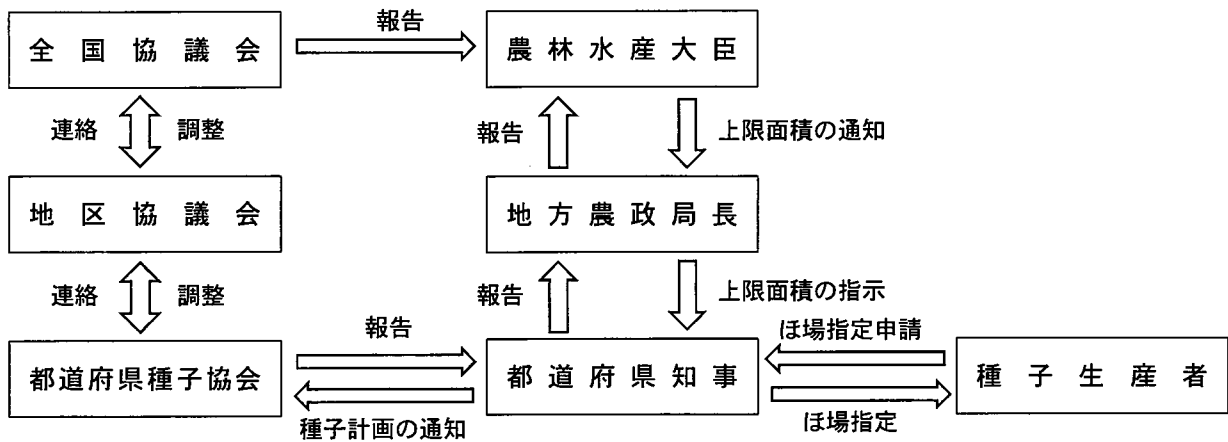 報告
全国協議会
農林水産大臣
連絡
調整
報告
上限面積の通知
地区協議会
地方農政局長
連絡
調整
報告
上限面積の指示
報告
ほ場指定申請
都道府県種子協会
都道府県知事
種子生産者
種子計画の通知
ほ場指定